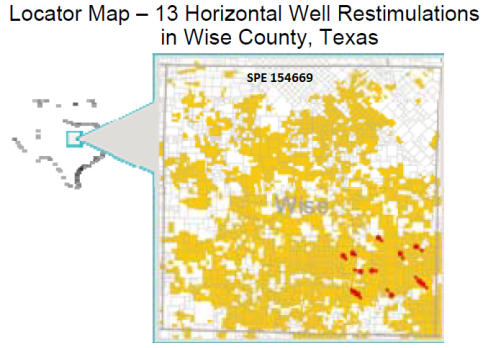 Locator Map – 13 Horizontal Well Restimulations
in Wise County, Texas
SPE 154669
Wise